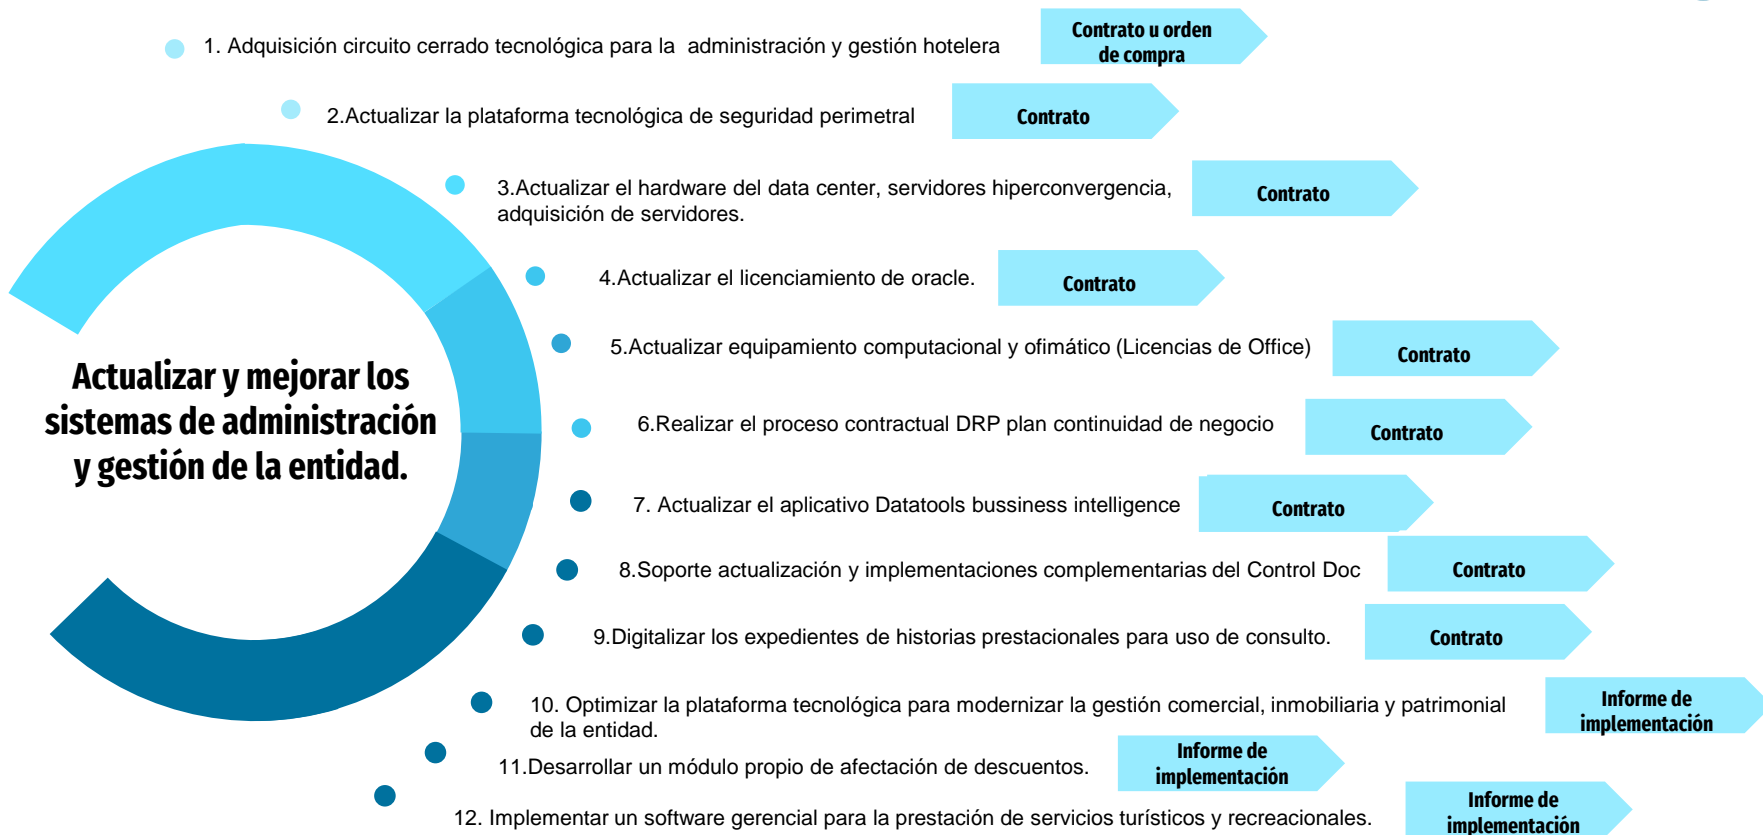 1. Adquisición circuito cerrado tecnológica para la administración y gestión hotelera
Contrato u orden
de compra
2.Actualizar la plataforma tecnológica de seguridad perimetral
Contrato
3.Actualizar el hardware del data center, servidores hiperconvergencia,
adquisición de servidores.
Contrato
4.Actualizar el licenciamiento de oracle.
Contrato
5.Actualizar equipamiento computacional y ofimático (Licencias de Office)
Contrato
Actualizar y mejorar los
sistemas de administración
y gestión de la entidad.
6.Realizar el proceso contractual DRP plan continuidad de negocio
Contrato
7. Actualizar el aplicativo Datatools bussiness intelligence
Contrato
8.Soporte actualización y implementaciones complementarias del Control Doc
Contrato
9.Digitalizar los expedientes de historias prestacionales para uso de consulto.
Contrato
10. Optimizar la plataforma tecnológica para modernizar la gestión comercial, inmobiliaria y patrimonial
de la entidad.
Informe de
implementación
11.Desarrollar un módulo propio de afectación de descuentos.
Informe de
implementación
12. Implementar un software gerencial para la prestación de servicios turísticos y recreacionales.
Informe de
implementación